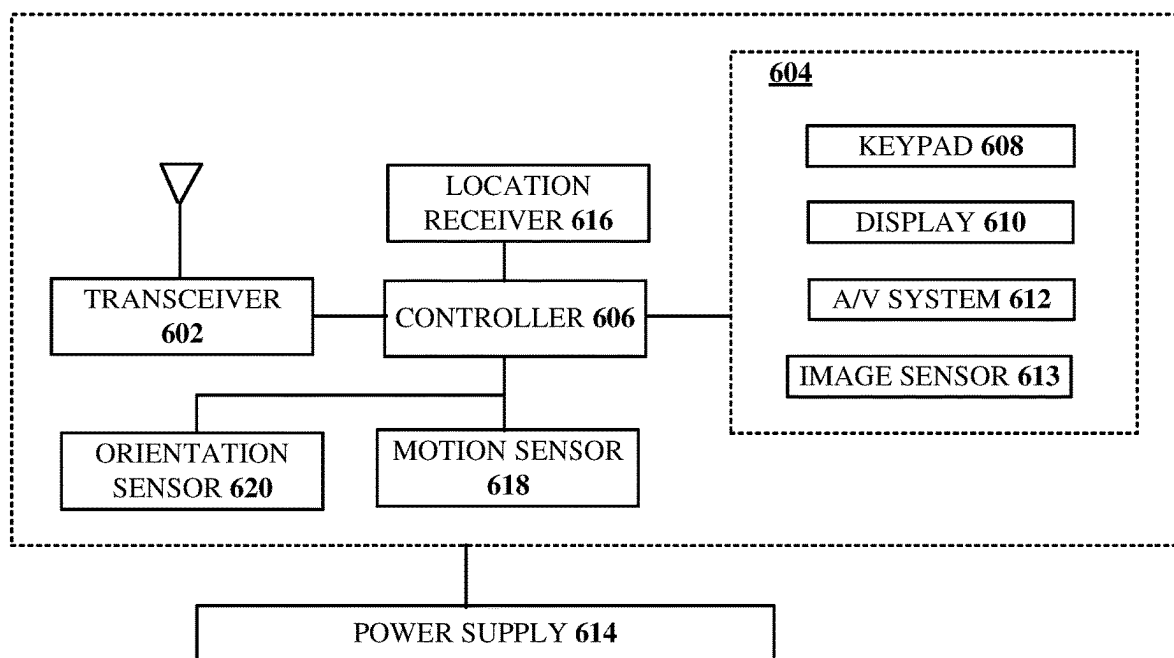 604
KEYPAD 608
DISPLAY 610
A/V SYSTEM 612
IMAGE SENSOR 613
LOCATION
RECEIVER 616
TRANSCEIVER
602
CONTROLLER 606
ORIENTATION
SENSOR 620
MOTION SENSOR
618
POWER SUPPLY 614